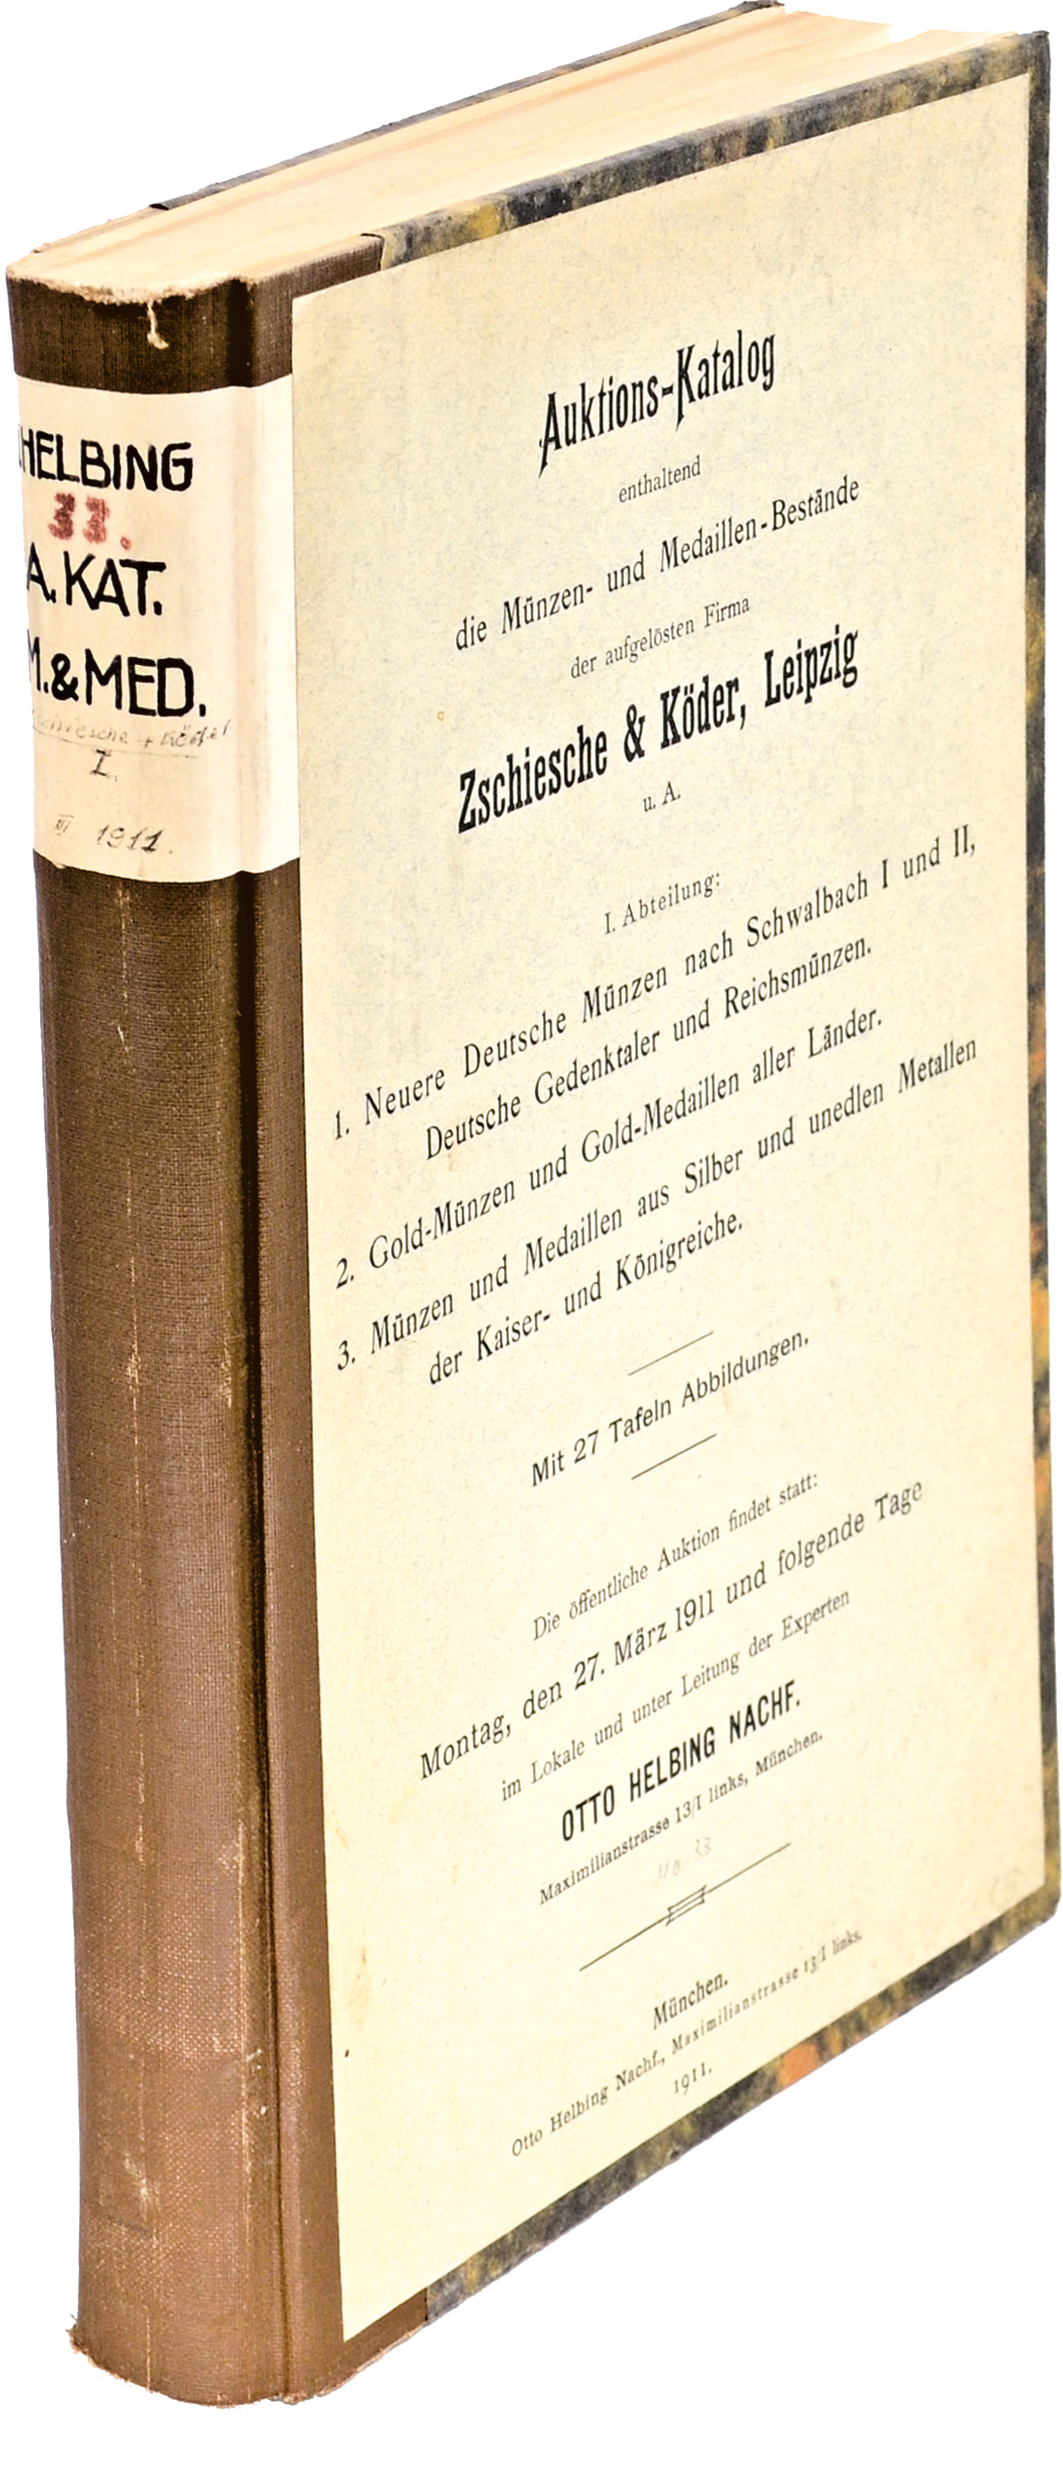 HELBING
33.
A. KAT.
M. & MED.
I.
III. 1911.
Auktions-Katalog
enthaltend
die Münzen- und Medaillen-Bestände
der aufgelösten Firma
Zschiesche & Köder, Leipzig
u. A.
I. Abteilung:
1. Neuere Deutsche Münzen nach Schwalbach I und II,
Deutsche Gedenktaler und Reichsmünzen.
2. Gold-Münzen und Gold-Medaillen aller Länder.
3. Münzen und Medaillen aus Silber und unedlen Metallen
der Kaiser- und Königreiche.
Mit 27 Tafeln Abbildungen.
Die öffentliche Auktion findet statt:
Montag, den 27. März 1911 und folgende Tage
im Lokale und unter Leitung der Experten
OTTO HELBING NACHF.
Maximilianstrasse 13/I links, München.
No. 33
München.
Otto Helbing Nachf., Maximilianstrasse 13/I links.
1911.